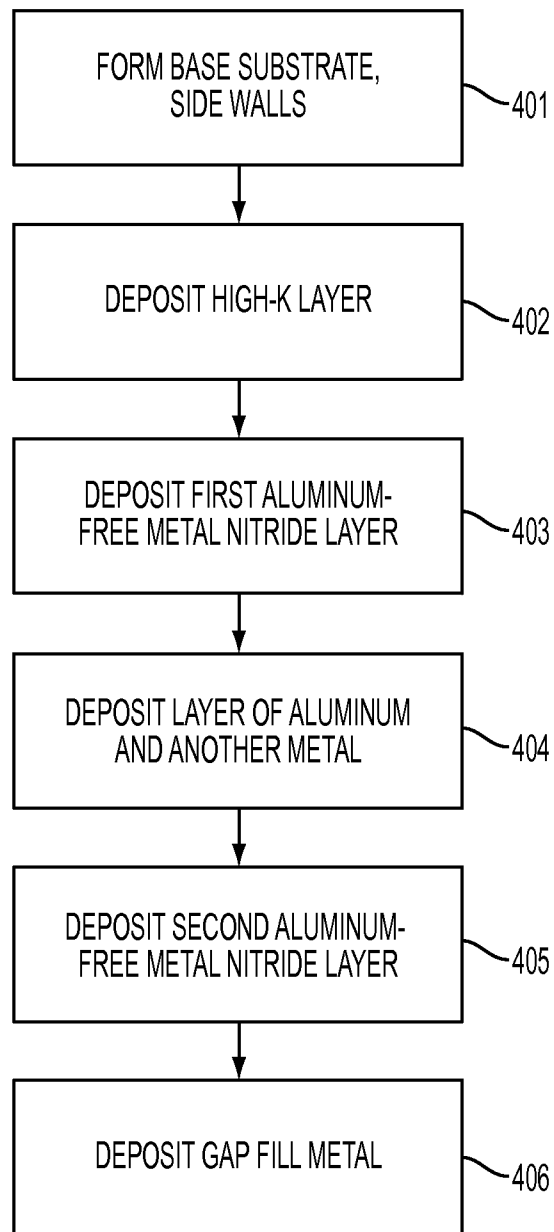 FORM BASE SUBSTRATE,
SIDE WALLS
401
DEPOSIT HIGH-K LAYER
402
DEPOSIT FIRST ALUMINUM-
FREE METAL NITRIDE LAYER
403
DEPOSIT LAYER OF ALUMINUM
AND ANOTHER METAL
404
DEPOSIT SECOND ALUMINUM-
FREE METAL NITRIDE LAYER
405
DEPOSIT GAP FILL METAL
406